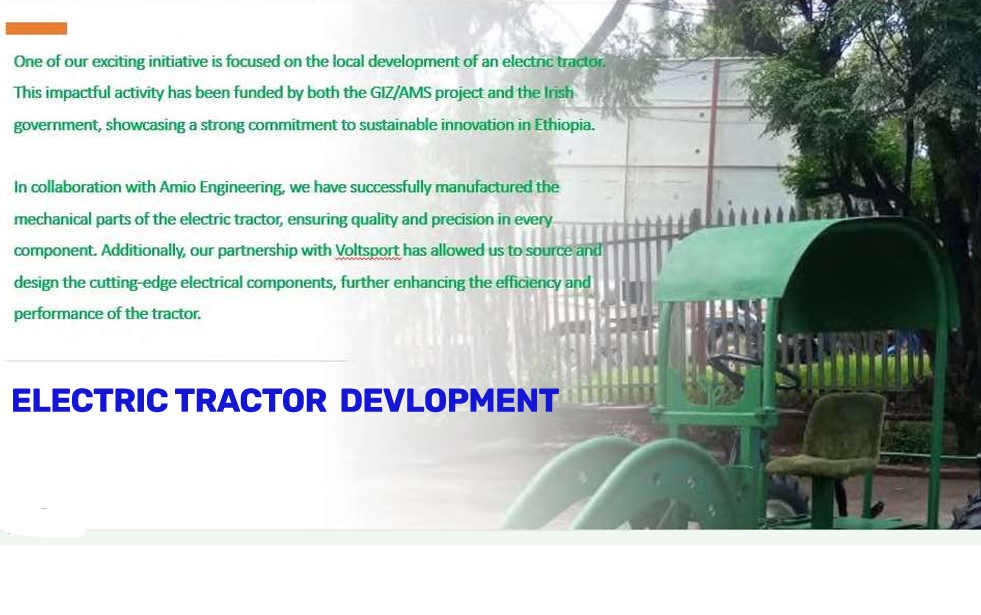 One of our exciting initiative is focused on the local development of an electric tractor.
This impactful activity has been funded by both the GIZ/AMS project and the Irish
government, showcasing a strong commitment to sustainable innovation in Ethiopia.
In collaboration with Amio Engineering, we have successfully manufactured the
mechanical parts of the electric tractor, ensuring quality and precision in every
component. Additionally, our partnership with Voltsport has allowed us to source and
design the cutting-edge electrical components, further enhancing the efficiency and
performance of the tractor.
ELECTRIC TRACTOR DEVLOPMENT